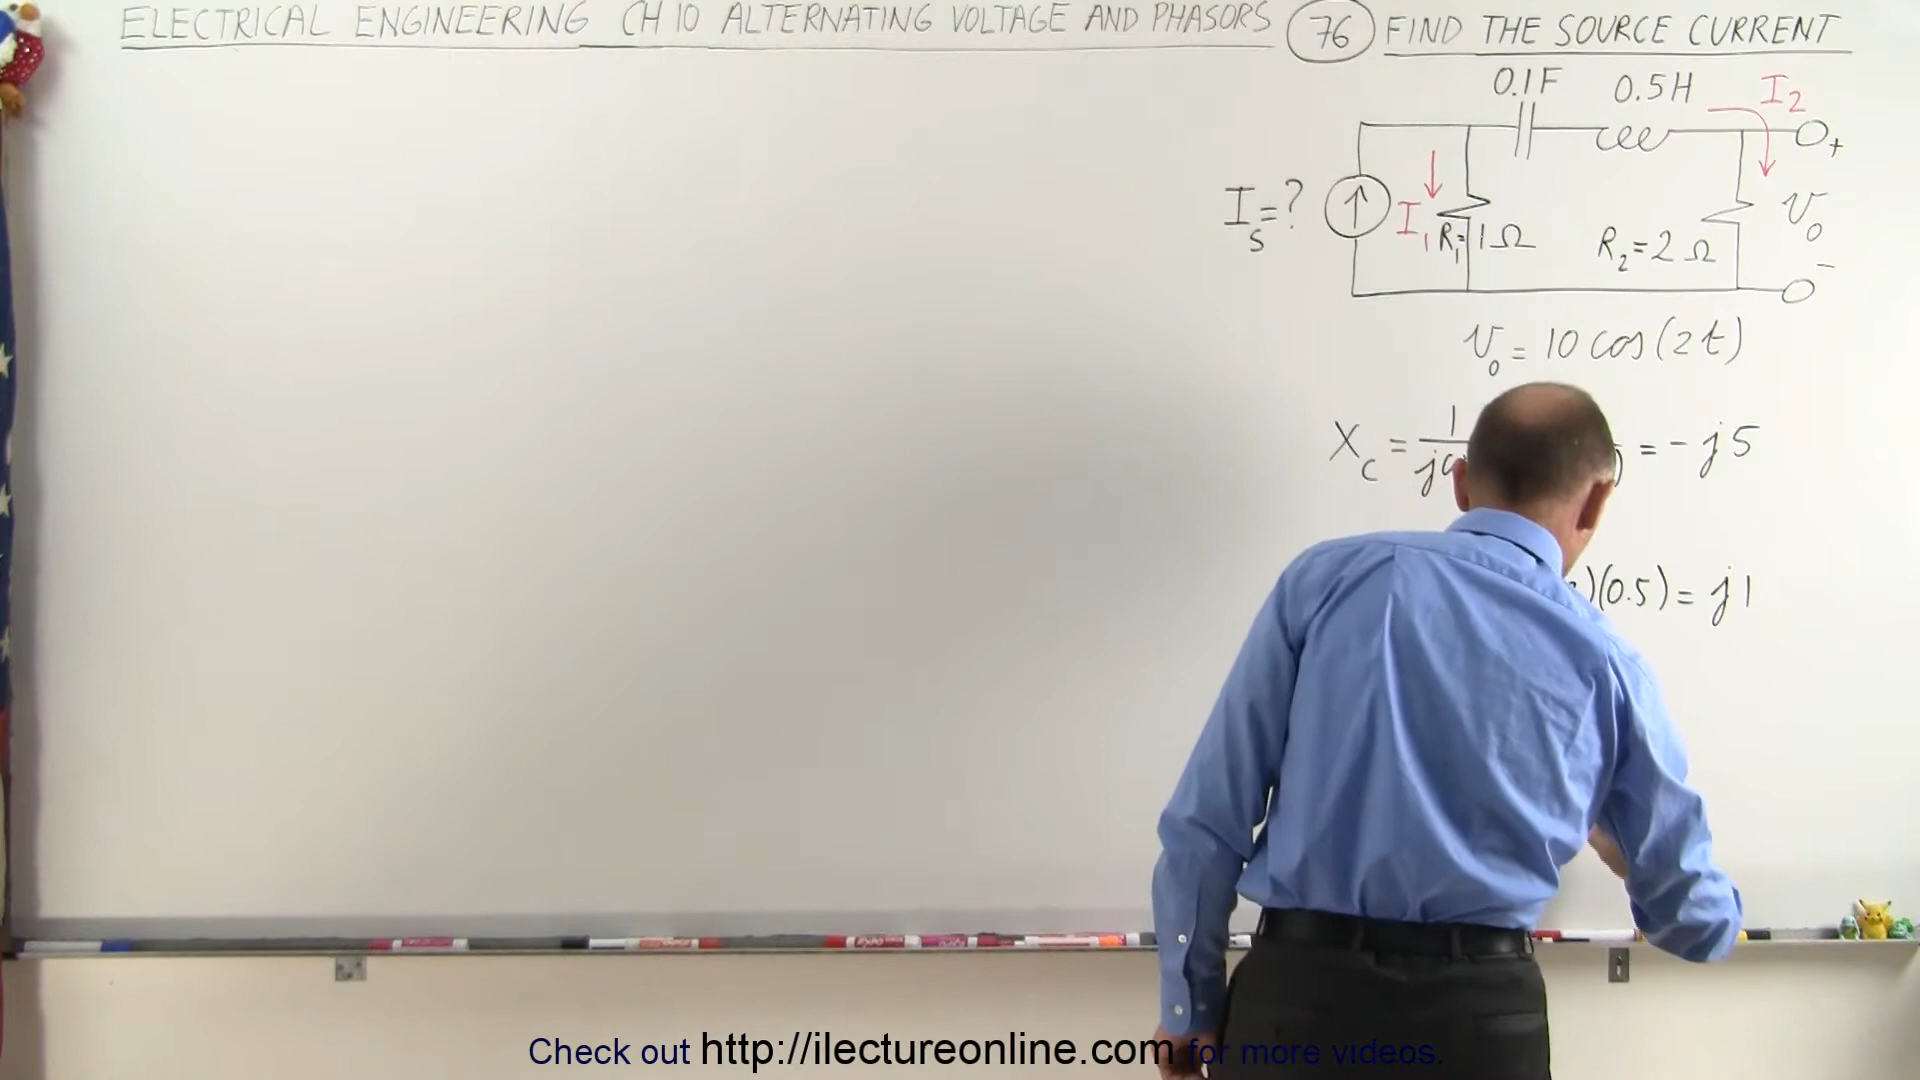 ELECTRICAL ENGINEERING CH 10 ALTERNATING VOLTAGE AND PHASORS 76 FIND THE SOURCE CURRENT
0.1F 0.5H I2
+
Is=? I1 R1=1Ω R2=2Ω v0
-
v0 = 10 cos(2t)
Xc = 1 = -j5
j
)(0.5) = j1
Check out http://ilectureonline.com for more videos.